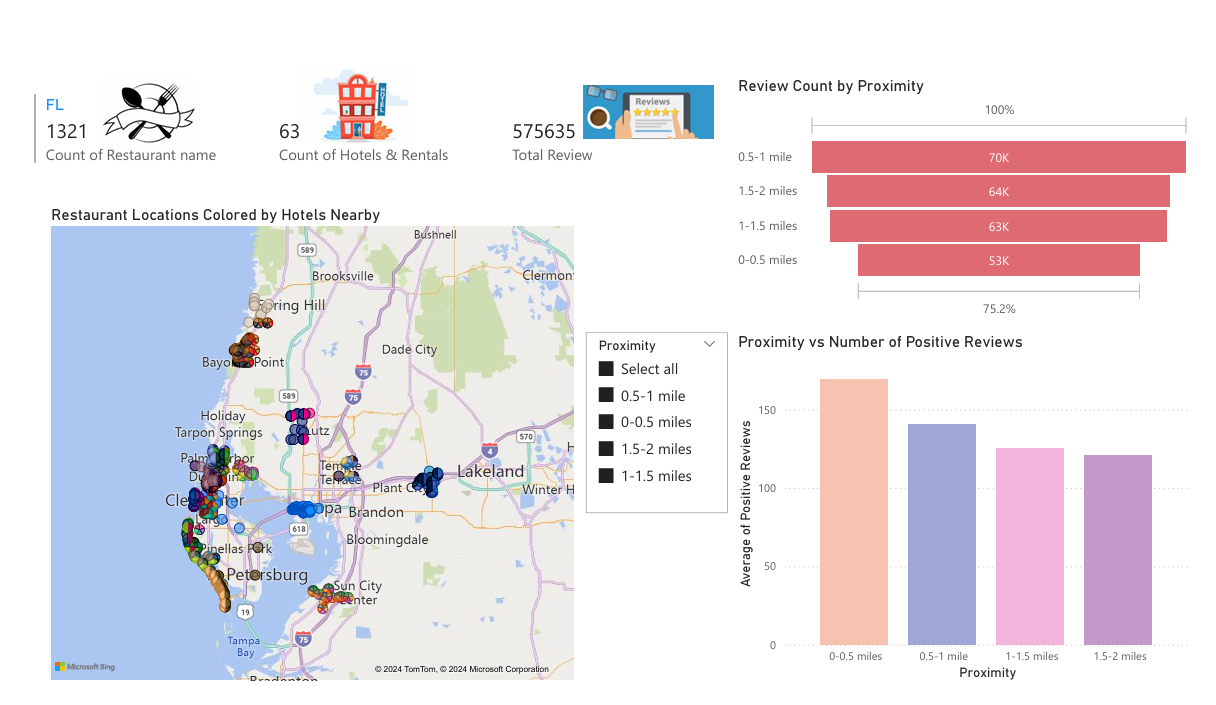 FL
1321
Count of Restaurant name
63
HOTEL
Count of Hotels & Rentals
575635
Reviews
Total Review
Review Count by Proximity
100%
0.5-1 mile
70K
1.5-2 miles
64K
1-1.5 miles
63K
0-0.5 miles
53K
75.2%
Restaurant Locations Colored by Hotels Nearby
Bushnell
589
Brooksville
Clermont
Spring Hill
Dade City
75
589
75
Holiday
Tarpon Springs
Lutz
570
4
Lakeland
Temple
Terrace
Plant City
Winter H
Brandon
618
Bloomingdale
Pinellas Park
Petersburg
Sun City
Center
19
75
Tampa
Bay
Bradenton
Microsoft Bing
© 2024 TomTom, © 2024 Microsoft Corporation
Proximity
Select all
0.5-1 mile
0-0.5 miles
1.5-2 miles
1-1.5 miles
Proximity vs Number of Positive Reviews
Average of Positive Reviews
150
100
50
0
0-0.5 miles
0.5-1 mile
1-1.5 miles
1.5-2 miles
Proximity